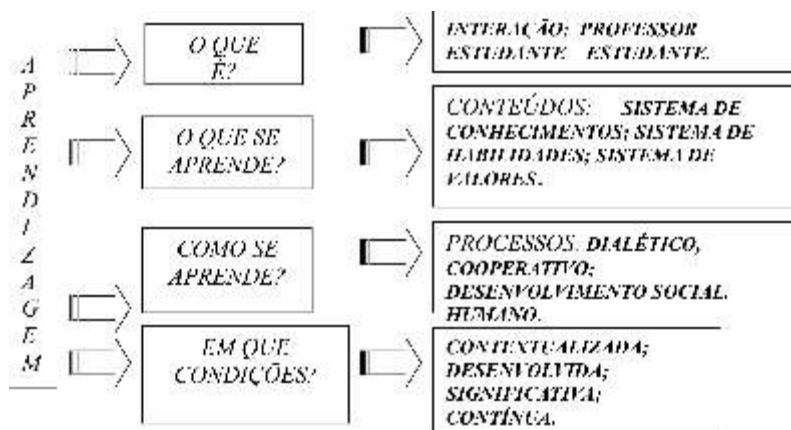 APRENDIZAGEM
O QUE
É?
INTERAÇÃO: PROFESSOR
ESTUDANTE ESTUDANTE.
O QUE SE
APRENDE?
CONTEÚDOS: SISTEMA DE
CONHECIMENTOS; SISTEMA DE
HABILIDADES; SISTEMA DE
VALORES.
COMO SE
APRENDE?
PROCESSOS. DIALÉTICO,
COOPERATIVO;
DESENVOLVIMENTO SOCIAL.
HUMANO.
EM QUE
CONDIÇÕES?
CONTEXTUALIZADA;
DESENVOLVIDA;
SIGNIFICATIVA;
CONTÍNUA.